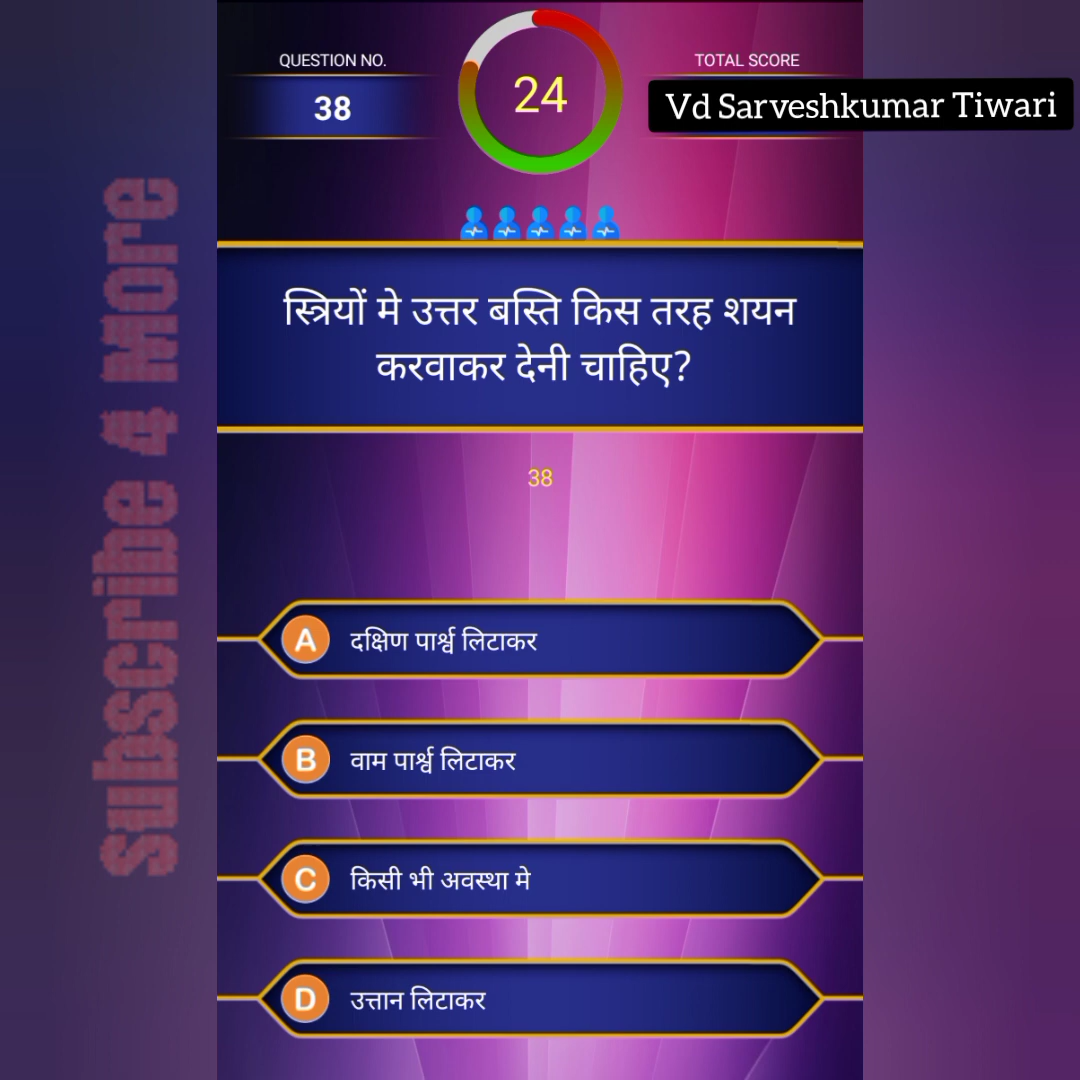 QUESTION NO.
38
24
TOTAL SCORE
Vd Sarveshkumar Tiwari
स्त्रियों मे उत्तर बस्ति किस तरह शयन
करवाकर देनी चाहिए?
38
A दक्षिण पार्श्व लिटाकर
B वाम पार्श्व लिटाकर
C किसी भी अवस्था मे
D उत्तान लिटाकर
Subscribe 4 More